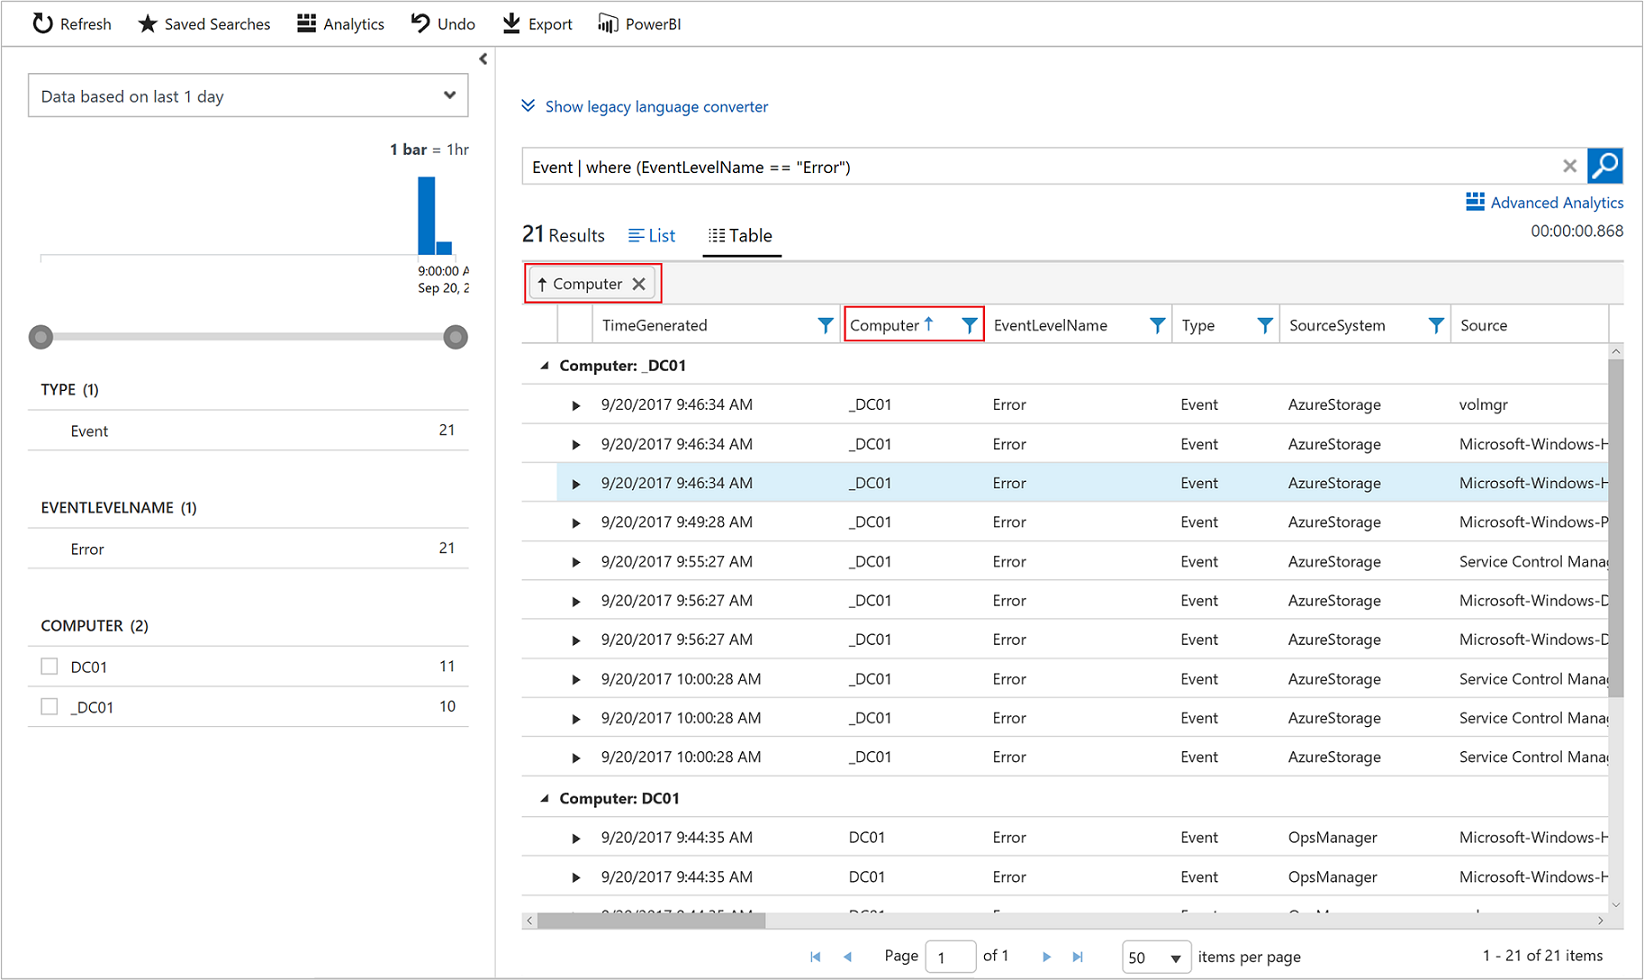 Refresh Saved Searches Analytics Undo Export PowerBI
Data based on last 1 day
1 bar = 1hr
9:00:00 A
Sep 20, 2
TYPE (1)
Event 21
EVENTLEVELNAME (1)
Error 21
COMPUTER (2)
DC01 11
_DC01 10
Show legacy language converter
Event | where (EventLevelName == "Error")
Advanced Analytics
21 Results List Table
00:00:00.868
Computer
TimeGenerated Computer EventLevelName Type SourceSystem Source
Computer: _DC01
9/20/2017 9:46:34 AM _DC01 Error Event AzureStorage volmgr
9/20/2017 9:46:34 AM _DC01 Error Event AzureStorage Microsoft-Windows-H
9/20/2017 9:46:34 AM _DC01 Error Event AzureStorage Microsoft-Windows-H
9/20/2017 9:49:28 AM _DC01 Error Event AzureStorage Microsoft-Windows-P
9/20/2017 9:55:27 AM _DC01 Error Event AzureStorage Service Control Mana
9/20/2017 9:56:27 AM _DC01 Error Event AzureStorage Microsoft-Windows-D
9/20/2017 9:56:27 AM _DC01 Error Event AzureStorage Microsoft-Windows-D
9/20/2017 10:00:28 AM _DC01 Error Event AzureStorage Service Control Mana
9/20/2017 10:00:28 AM _DC01 Error Event AzureStorage Service Control Mana
9/20/2017 10:00:28 AM _DC01 Error Event AzureStorage Service Control Mana
Computer: DC01
9/20/2017 9:44:35 AM DC01 Error Event OpsManager Microsoft-Windows-H
9/20/2017 9:44:35 AM DC01 Error Event OpsManager Microsoft-Windows-H
Page 1 of 1 50 items per page 1 - 21 of 21 items